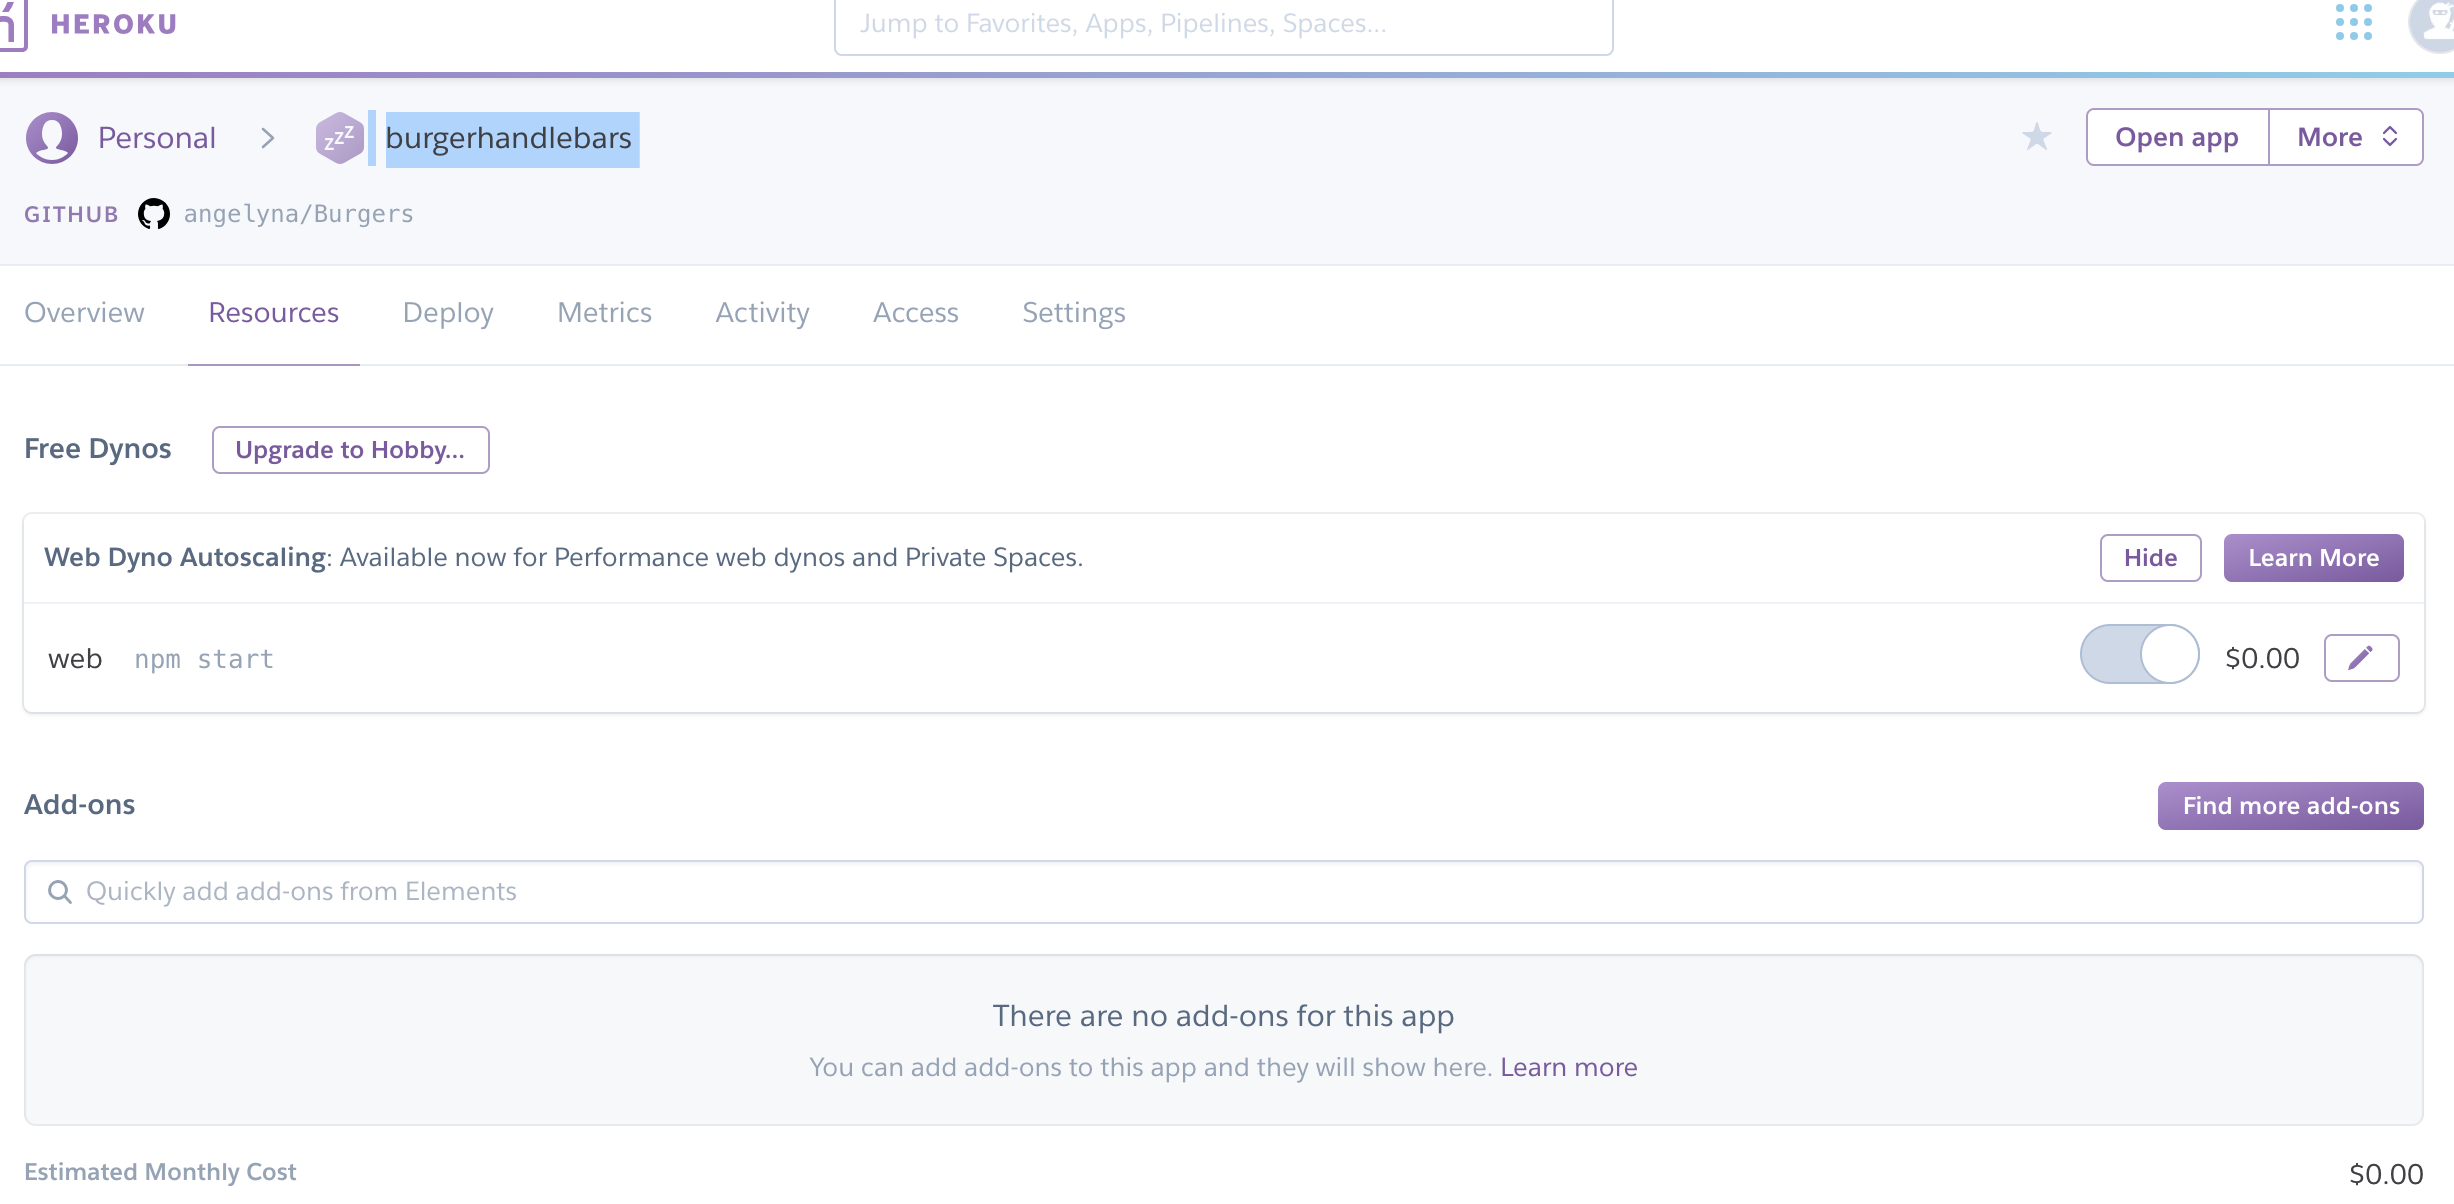 HEROKU
Jump to Favorites, Apps, Pipelines, Spaces...
Personal > zzz burgerhandlebars
Open app
More
GITHUB angelyna/Burgers
Overview Resources Deploy Metrics Activity Access Settings
Free Dynos Upgrade to Hobby...
Web Dyno Autoscaling: Available now for Performance web dynos and Private Spaces.
Hide Learn More
web npm start
$0.00
Add-ons
Find more add-ons
Quickly add add-ons from Elements
There are no add-ons for this app
You can add add-ons to this app and they will show here. Learn more
Estimated Monthly Cost
$0.00